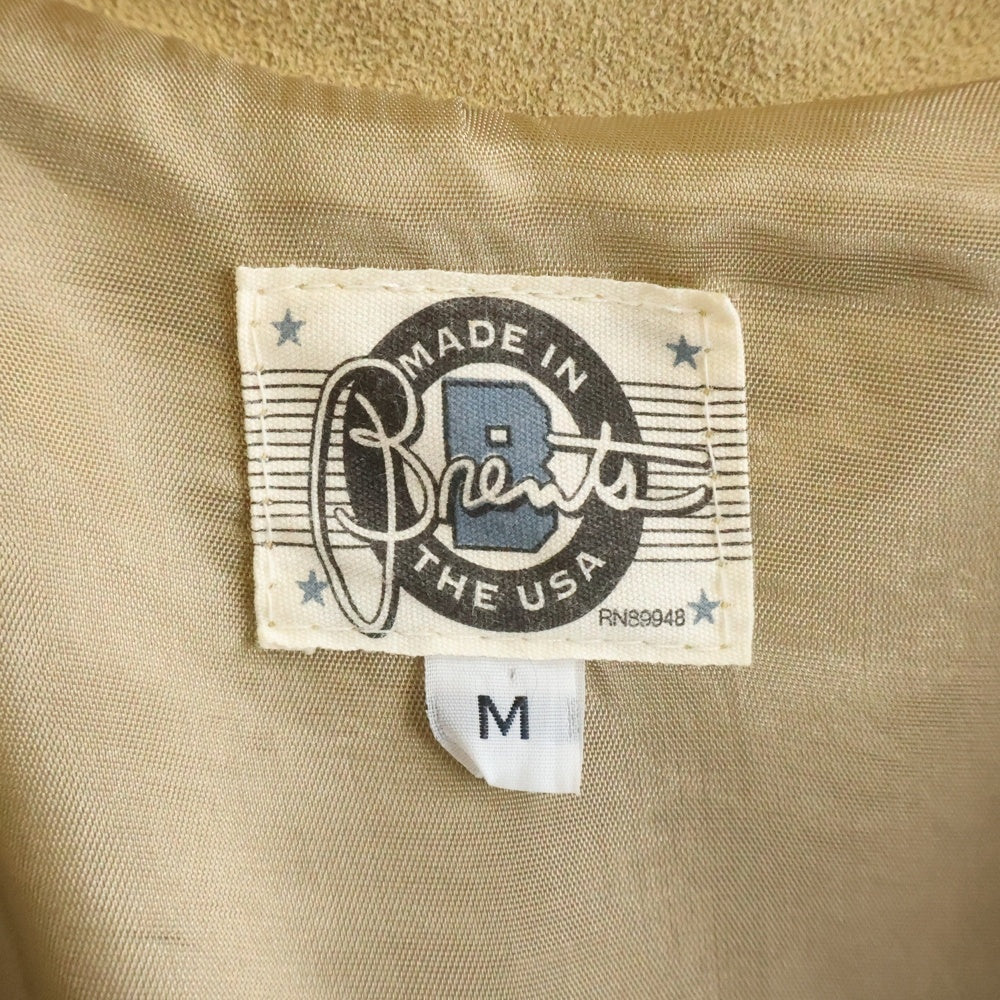 MADE IN
B
Brents
THE USA
RN89948
M